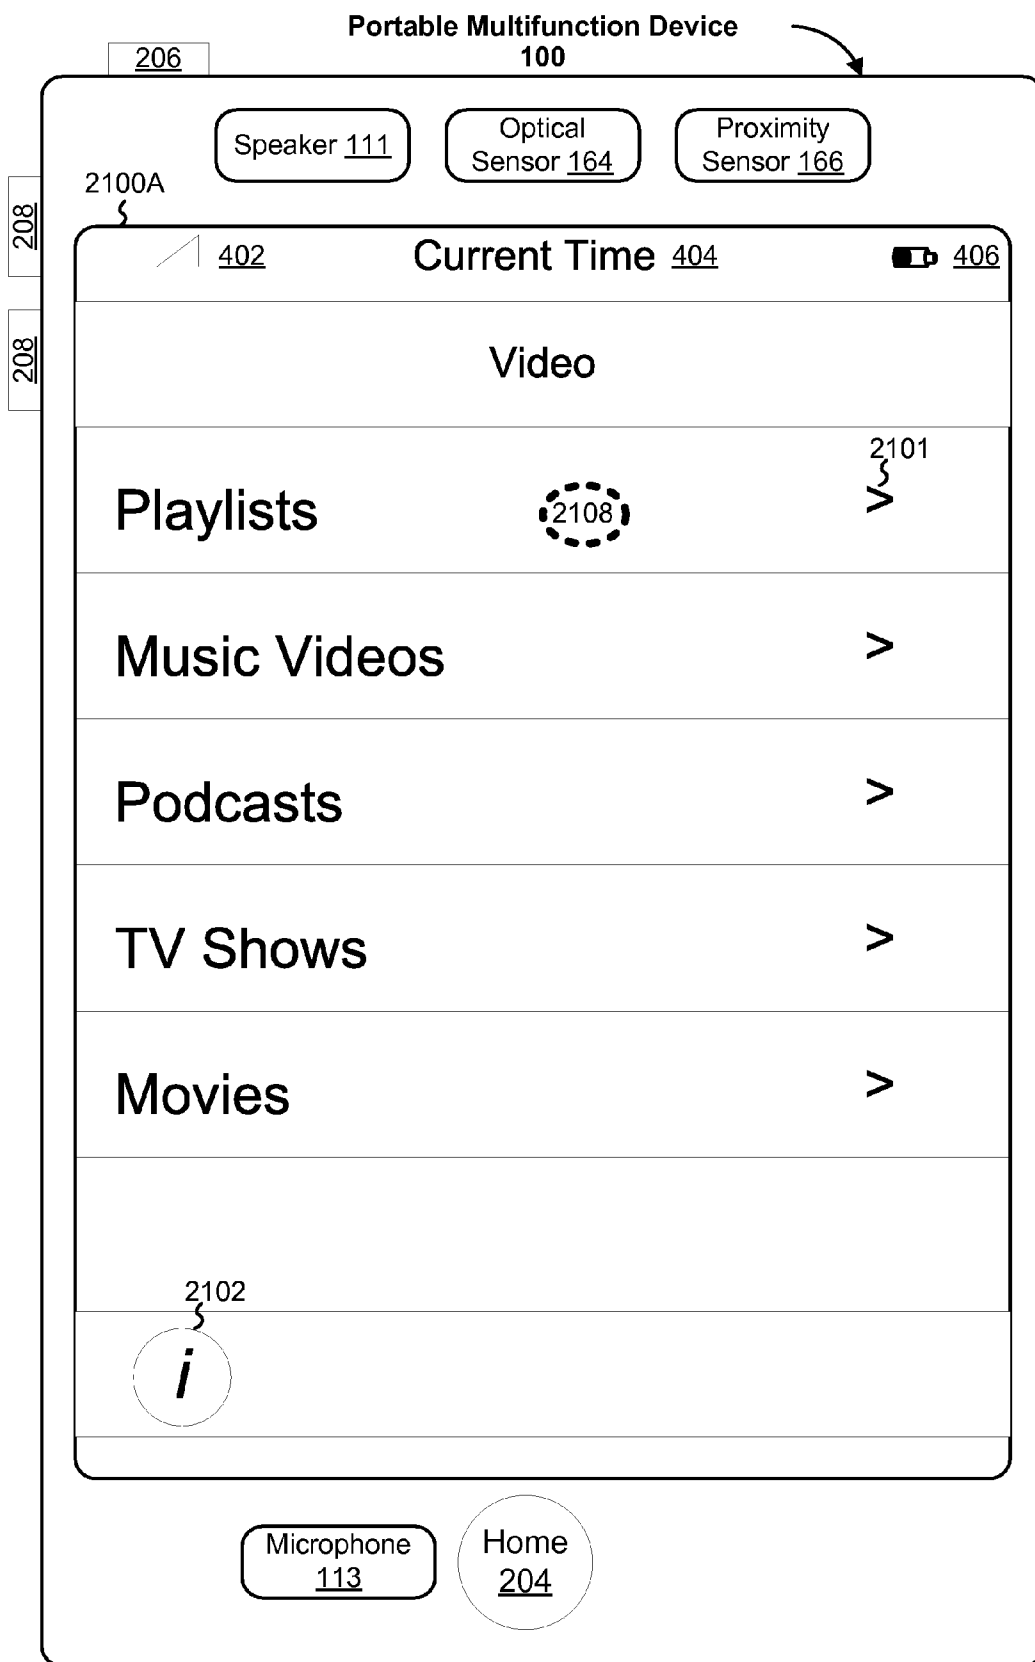 Portable Multifunction Device
100
206
Speaker 111
Optical
Sensor 164
Proximity
Sensor 166
2100A
208
402
Current Time 404
406
208
Video
2101
Playlists
2108
>
Music Videos
>
Podcasts
>
TV Shows
>
Movies
>
2102
i
Microphone
113
Home
204